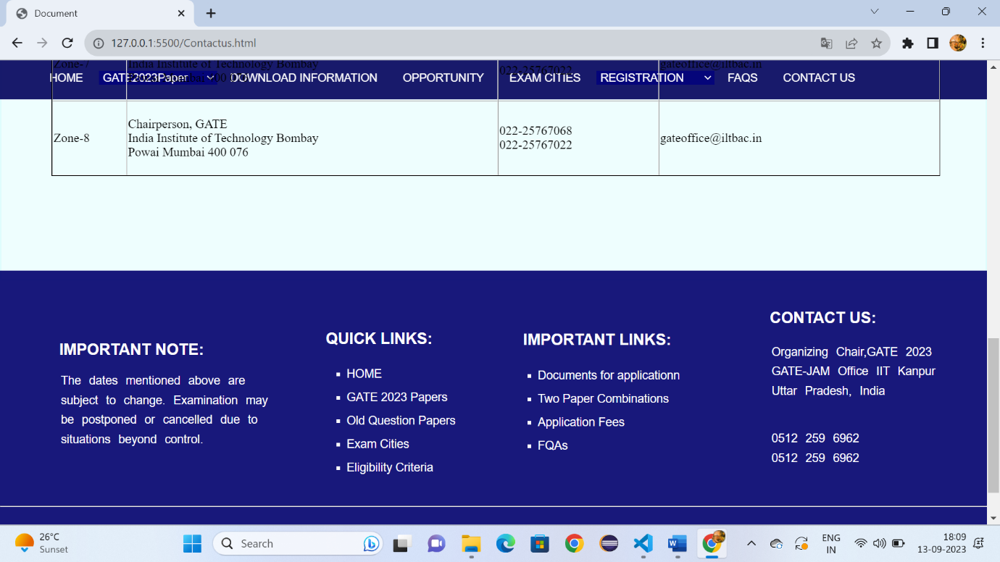 Document
127.0.0.1:5500/Contactus.html
Zone-7
India Institute of Technology Bombay
022-25767022
gateoffice@iltbac.in
HOME
GATE 2023Paper
DOWNLOAD INFORMATION
OPPORTUNITY
EXAM CITIES
REGISTRATION
FAQS
CONTACT US
Zone-8
Chairperson, GATE
India Institute of Technology Bombay
Powai Mumbai 400 076
022-25767068
022-25767022
gateoffice@iltbac.in
IMPORTANT NOTE:
The dates mentioned above are
subject to change. Examination may
be postponed or cancelled due to
situations beyond control.
QUICK LINKS:
HOME
GATE 2023 Papers
Old Question Papers
Exam Cities
Eligibility Criteria
IMPORTANT LINKS:
Documents for applicationn
Two Paper Combinations
Application Fees
FQAs
CONTACT US:
Organizing Chair,GATE 2023
GATE-JAM Office IIT Kanpur
Uttar Pradesh, India
0512 259 6962
0512 259 6962
26°C
Sunset
Search
ENG
IN
18:09
13-09-2023